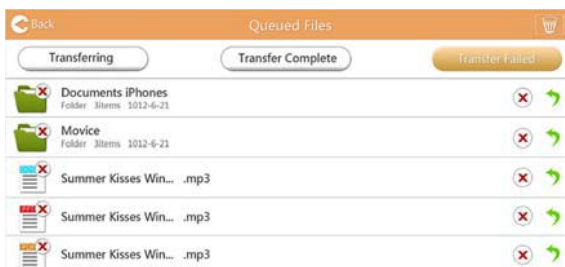 Back
Queued Files
Transferring
Transfer Complete
Transfer Failed
Documents iPhones
Folder 3items 1012-6-21
Movice
Folder 3items 1012-6-21
Summer Kisses Win... .mp3
Summer Kisses Win... .mp3
Summer Kisses Win... .mp3